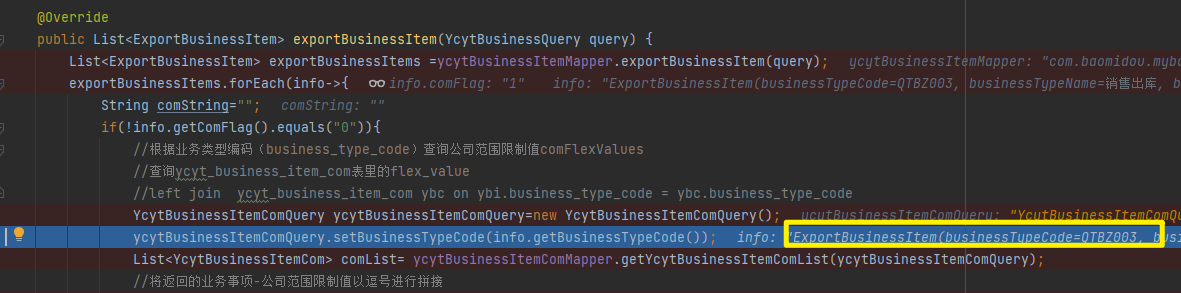 @Override
public List<ExportBusinessItem> exportBusinessItem(YcytBusinessQuery query) {
List<ExportBusinessItem> exportBusinessItems =ycytBusinessItemMapper.exportBusinessItem(query); ycytBusinessItemMapper: "com.baomidou.mybo
exportBusinessItems.forEach(info->{ info.comFlag: "1" info: "ExportBusinessItem(businessTypeCode=QTBZ003, businessTypeName=销售出库, b
String comString=""; comString: ""
if(!info.getComFlag().equals("0")){
//根据业务类型编码（business_type_code）查询公司范围限制值comFlexValues
//查询ycyt_business_item_com表里的flex_value
//left join ycyt_business_item_com ybc on ybi.business_type_code = ybc.business_type_code
YcytBusinessItemComQuery ycytBusinessItemComQuery=new YcytBusinessItemComQuery(); ycytBusinessItemComQuery: "YcytBusinessItemComQu
ycytBusinessItemComQuery.setBusinessTypeCode(info.getBusinessTypeCode()); info: "ExportBusinessItem(businessTypeCode=QTBZ003, busi
List<YcytBusinessItemCom> comList= ycytBusinessItemComMapper.getYcytBusinessItemComList(ycytBusinessItemComQuery);
//将返回的业务事项-公司范围限制值以逗号进行拼接